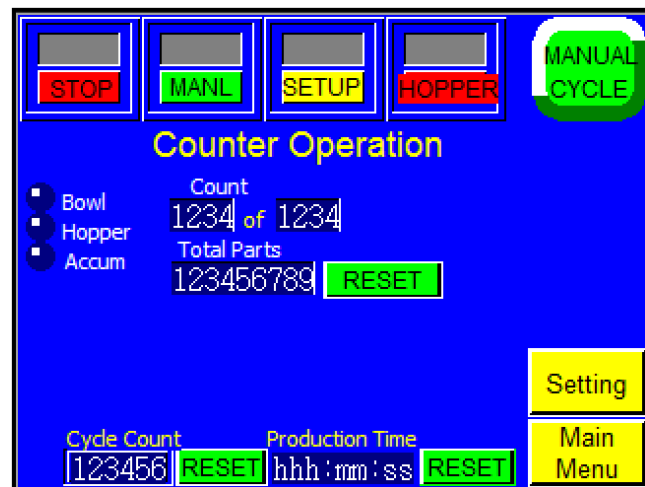 STOP MANL SETUP HOPPER
MANUAL
CYCLE
Counter Operation
Bowl
Hopper
Accum
Count
1234 of 1234
Total Parts
123456789 RESET
Setting
Cycle Count Production Time
123456 RESET hhh:mm:ss RESET
Main
Menu